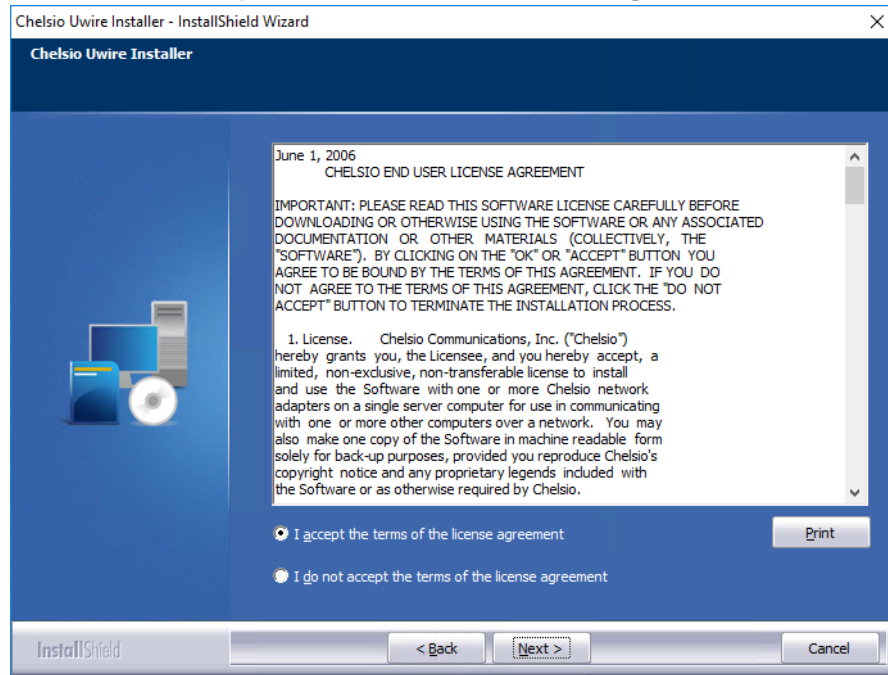 Chelsio Uwire Installer - InstallShield Wizard
Chelsio Uwire Installer
June 1, 2006
CHELSIO END USER LICENSE AGREEMENT
IMPORTANT: PLEASE READ THIS SOFTWARE LICENSE CAREFULLY BEFORE
DOWNLOADING OR OTHERWISE USING THE SOFTWARE OR ANY ASSOCIATED
DOCUMENTATION OR OTHER MATERIALS (COLLECTIVELY, THE
"SOFTWARE"). BY CLICKING ON THE "OK" OR "ACCEPT" BUTTON YOU
AGREE TO BE BOUND BY THE TERMS OF THIS AGREEMENT. IF YOU DO
NOT AGREE TO THE TERMS OF THIS AGREEMENT, CLICK THE "DO NOT
ACCEPT" BUTTON TO TERMINATE THE INSTALLATION PROCESS.
1. License. Chelsio Communications, Inc. ("Chelsio")
hereby grants you, the Licensee, and you hereby accept, a
limited, non-exclusive, non-transferable license to install
and use the Software with one or more Chelsio network
adapters on a single server computer for use in communicating
with one or more other computers over a network. You may
also make one copy of the Software in machine readable form
solely for back-up purposes, provided you reproduce Chelsio's
copyright notice and any proprietary legends included with
the Software or as otherwise required by Chelsio.
I accept the terms of the license agreement
Print
I do not accept the terms of the license agreement
InstallShield
< Back
Next >
Cancel